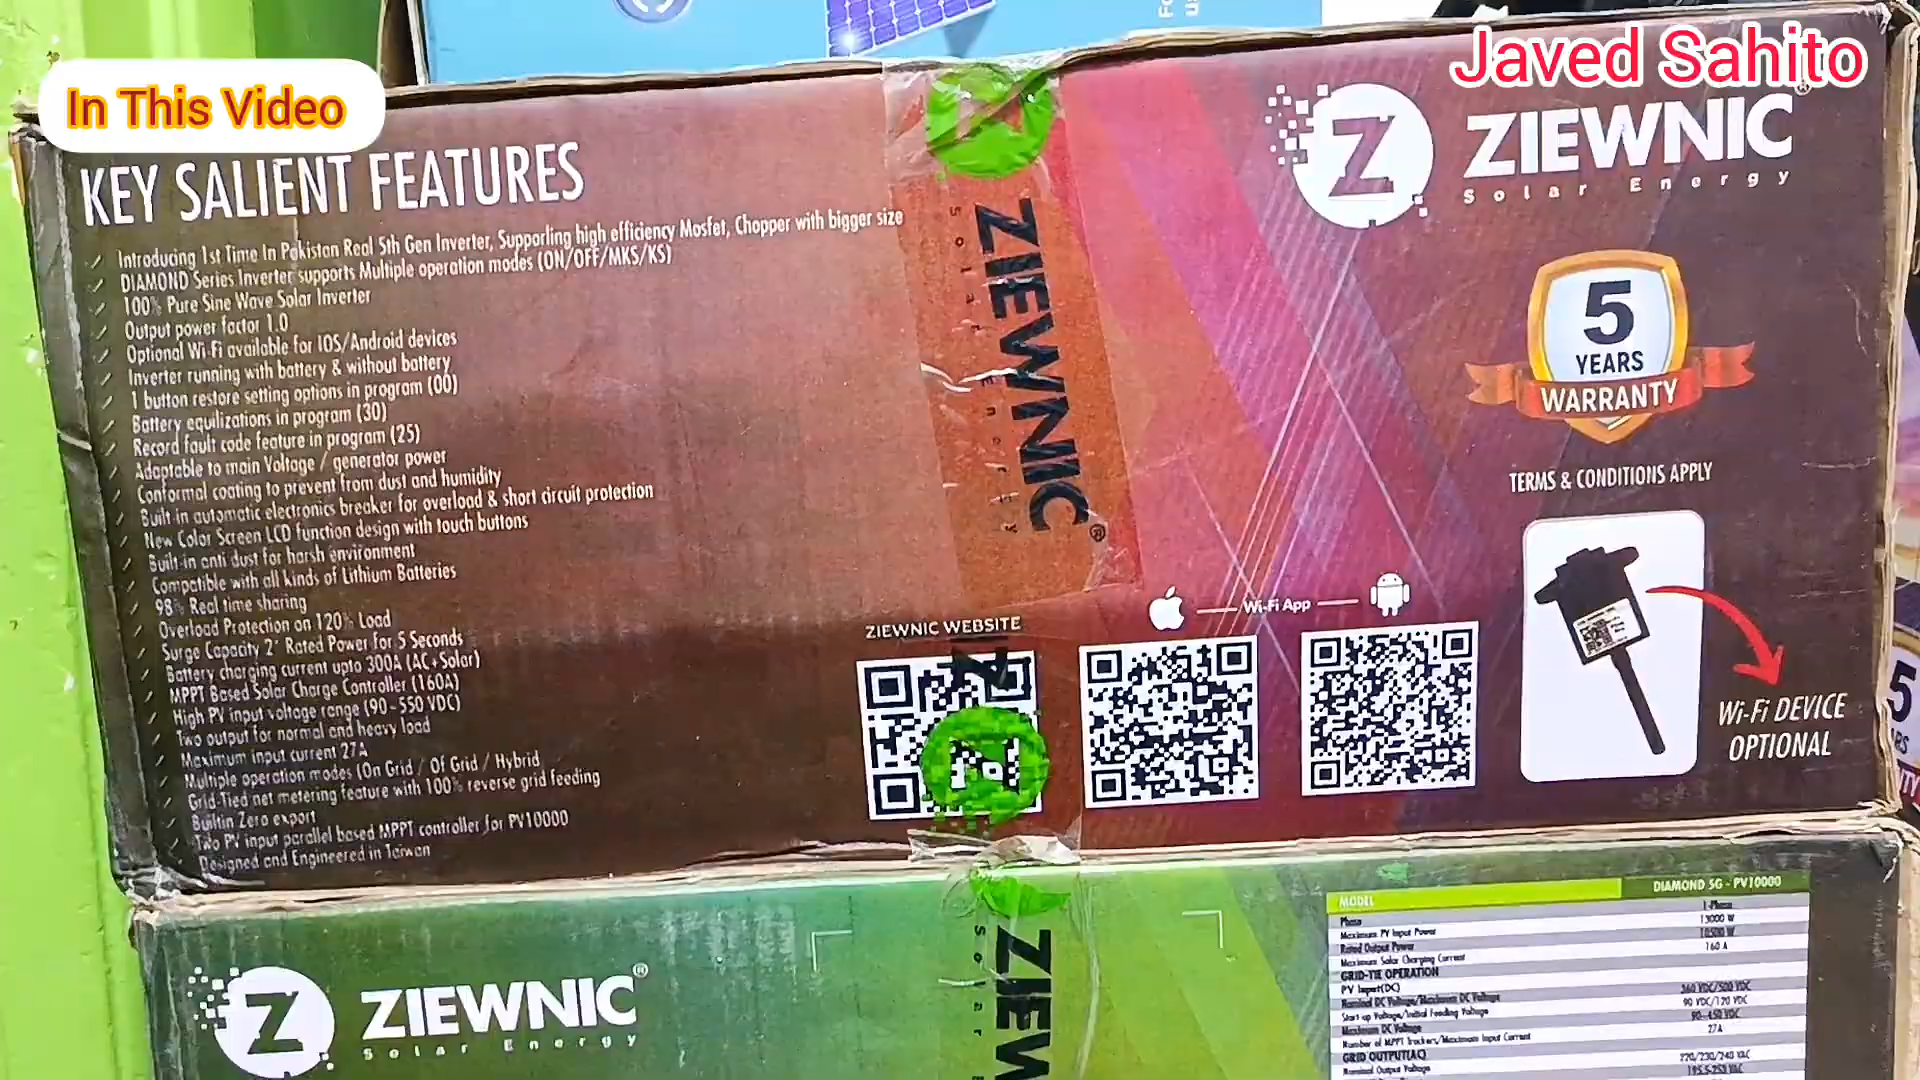 In This Video
Javed Sahito
KEY SALIENT FEATURES
Introducing 1st Time In Pakistan Real 5th Gen Inverter, Supporting high efficiency Mosfet, Chopper with bigger size
DIAMOND Series Inverter supports Multiple operation modes (ON/OFF/MKS/KS)
100% Pure Sine Wave Solar Inverter
Output power factor 1.0
Optional Wi-Fi available for IOS/Android devices
Inverter running with battery & without battery
1 button restore setting options in program (00)
Battery equilizations in program (30)
Record fault code feature in program (25)
Adaptable to main Voltage / generator power
Conformal coating to prevent from dust and humidity
Built-in automatic electronics breaker for overload & short circuit protection
New Color Screen LCD function design with touch buttons
Built-in anti dust for harsh environment
Compatible with all kinds of Lithium Batteries
98% Real time sharing
Overload Protection on 120% Load
Surge Capacity 2* Rated Power for 5 Seconds
Battery charging current upto 300A (AC+Solar)
MPPT Based Solar Charge Controller (160A)
High PV input voltage range (90~550 VDC)
Two output for normal and heavy load
Maximum input current 27A
Multiple operation modes (On Grid / Of Grid / Hybrid
Grid-Tied net metering feature with 100% reverse grid feeding
Builtin Zero export
Two PV input parallel based MPPT controller for PV10000
Designed and Engineered in Taiwan
ZIEWNIC®
Solar Energy
Z ZIEWNIC®
Solar Energy
5
YEARS
WARRANTY
TERMS & CONDITIONS APPLY
ZIEWNIC WEBSITE
Wi-Fi App
Wi-Fi DEVICE
OPTIONAL
Z ZIEWNIC®
Solar Energy
ZIEW
Solar
MODEL DIAMOND 5G - PV10000
Phase 1-Phase
Maximum PV Input Power 13000 W
Rated Output Power
Maximum Solar Charging Current 160 A
GRID-TIE OPERATION
PV Input(DC)
Nominal DC Voltage/Maximum DC Voltage 360 VDC/500 VDC
Start-up Voltage/Initial Feeding Voltage 90 VDC/120 VDC
Maximum DC Voltage 90~450 VDC
Number of MPPT Trackers/Maximum Input Current 27A
GRID OUTPUT(AC)
Nominal Output Voltage 220/230/240 VAC
195.5-253 VAC